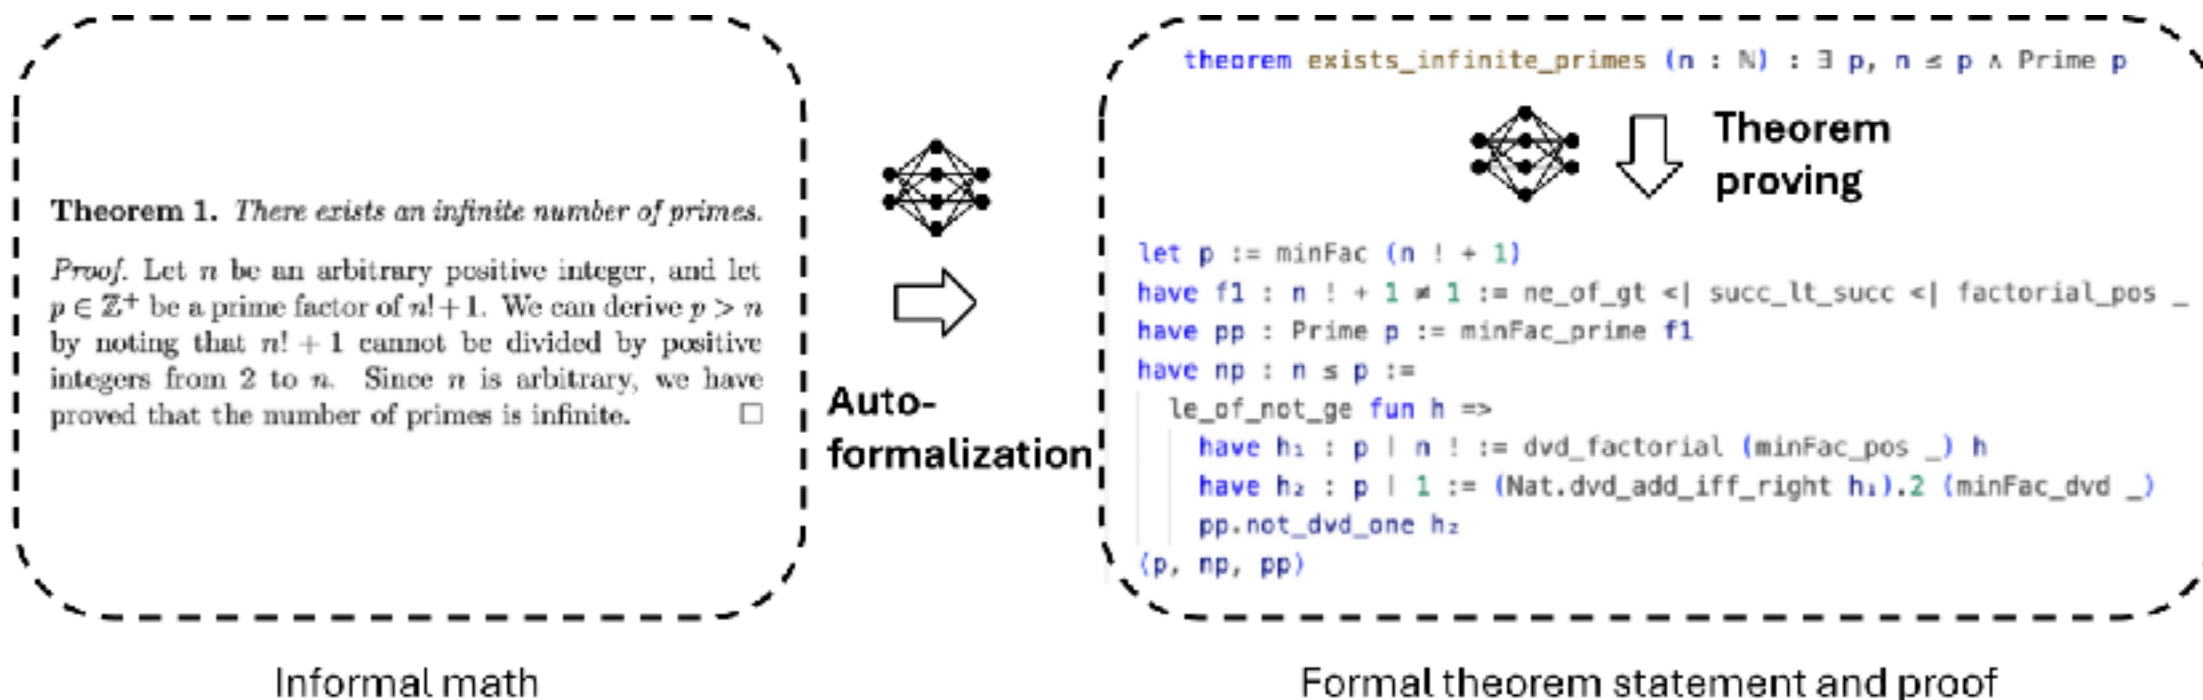 Theorem 1. There exists an infinite number of primes.
Proof. Let n be an arbitrary positive integer, and let
p ∈ ℤ⁺ be a prime factor of n! + 1. We can derive p > n
by noting that n! + 1 cannot be divided by positive
integers from 2 to n. Since n is arbitrary, we have
proved that the number of primes is infinite. □
Informal math
Auto-
formalization
theorem exists_infinite_primes (n : ℕ) : ∃ p, n ≤ p ∧ Prime p
Theorem
proving
let p := minFac (n ! + 1)
have f1 : n ! + 1 ≠ 1 := ne_of_gt <| succ_lt_succ <| factorial_pos _
have pp : Prime p := minFac_prime f1
have np : n ≤ p :=
le_of_not_ge fun h =>
have h₁ : p ∣ n ! := dvd_factorial (minFac_pos _) h
have h₂ : p ∣ 1 := (Nat.dvd_add_iff_right h₁).2 (minFac_dvd _)
pp.not_dvd_one h₂
⟨p, np, pp⟩
Formal theorem statement and proof